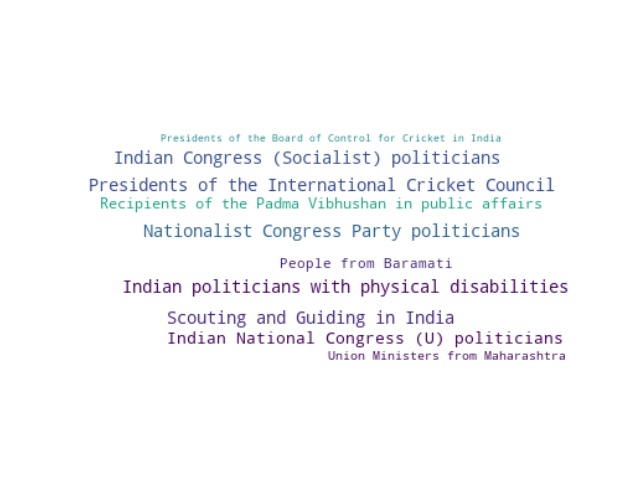 Presidents of the Board of Control for Cricket in India
Indian Congress (Socialist) politicians
Presidents of the International Cricket Council
Recipients of the Padma Vibhushan in public affairs
Nationalist Congress Party politicians
People from Baramati
Indian politicians with physical disabilities
Scouting and Guiding in India
Indian National Congress (U) politicians
Union Ministers from Maharashtra